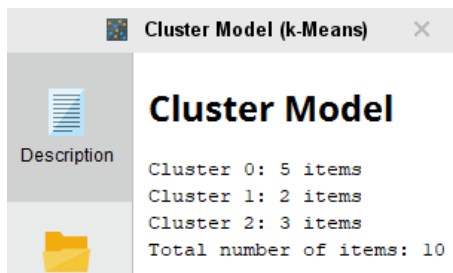 Cluster Model (k-Means)
Cluster Model
Description
Cluster 0: 5 items
Cluster 1: 2 items
Cluster 2: 3 items
Total number of items: 10